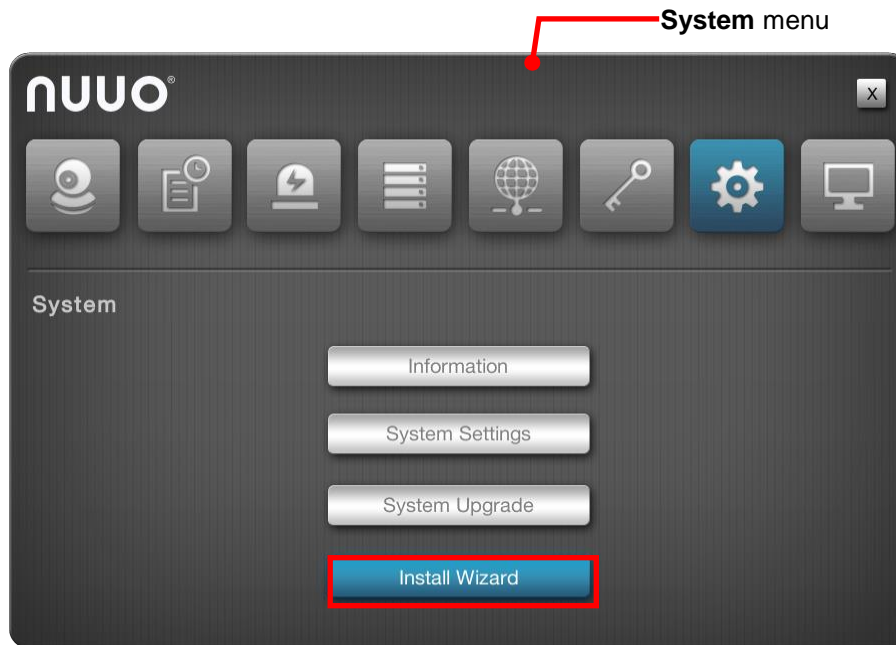 System menu
nuuo®
X
System
Information
System Settings
System Upgrade
Install Wizard